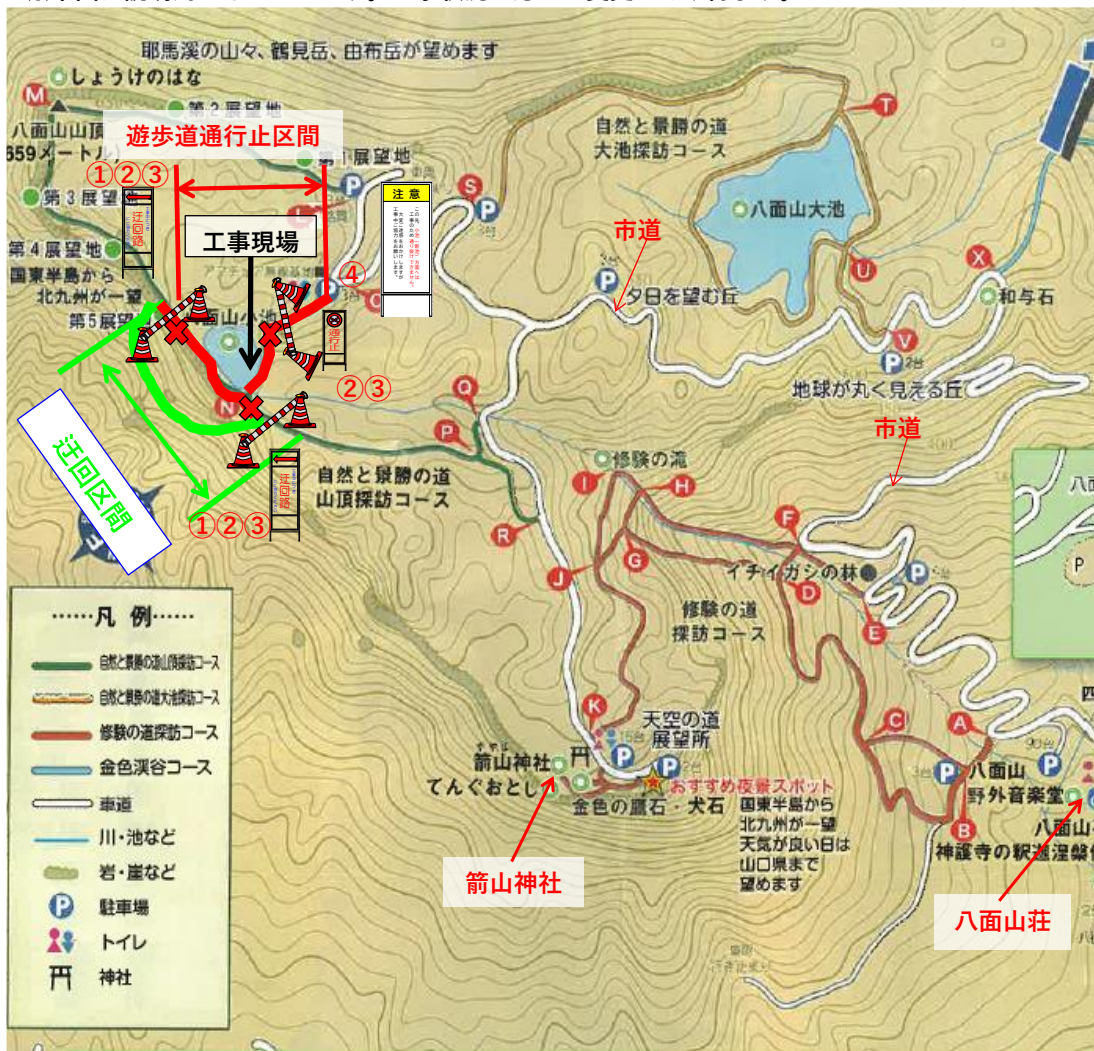 耶馬溪の山々、鶴見岳、由布岳が望めます
しょうけのはな
M
第2展望地
八面山山頂
659メートル)
遊歩道通行止区間
第1展望地
①②③
第3展望地
迂回路
工事現場
第4展望地
国東半島から
北九州が一望
第5展望
④
注意
通行止
②③
N
迂回区間
迂回路
①②③
自然と景勝の道
山頂探訪コース
自然と景勝の道
大池探訪コース
T
S
八面山大池
市道
U
X
夕日を望む丘
和与石
V
2台
地球が丸く見える丘
市道
Q
P
R
修験の滝
I
H
G
J
F
イチイガシの林
D
E
修験の道
探訪コース
K
天空の道
展望所
15台
2台
箭山神社
てんぐおとし
金色の鷹石・犬石
おすすめ夜景スポット
国東半島から
北九州が一望
天気が良い日は
山口県まで
望めます
C
A
90台
B
八面山
野外音楽堂
神護寺の釈迦涅槃
箭山神社
八面山荘
P
……凡 例……
自然と景勝の道山頂探訪コース
自然と景勝の道大池探訪コース
修験の道探訪コース
金色渓谷コース
車道
川・池など
岩・崖など
P 駐車場
トイレ
神社